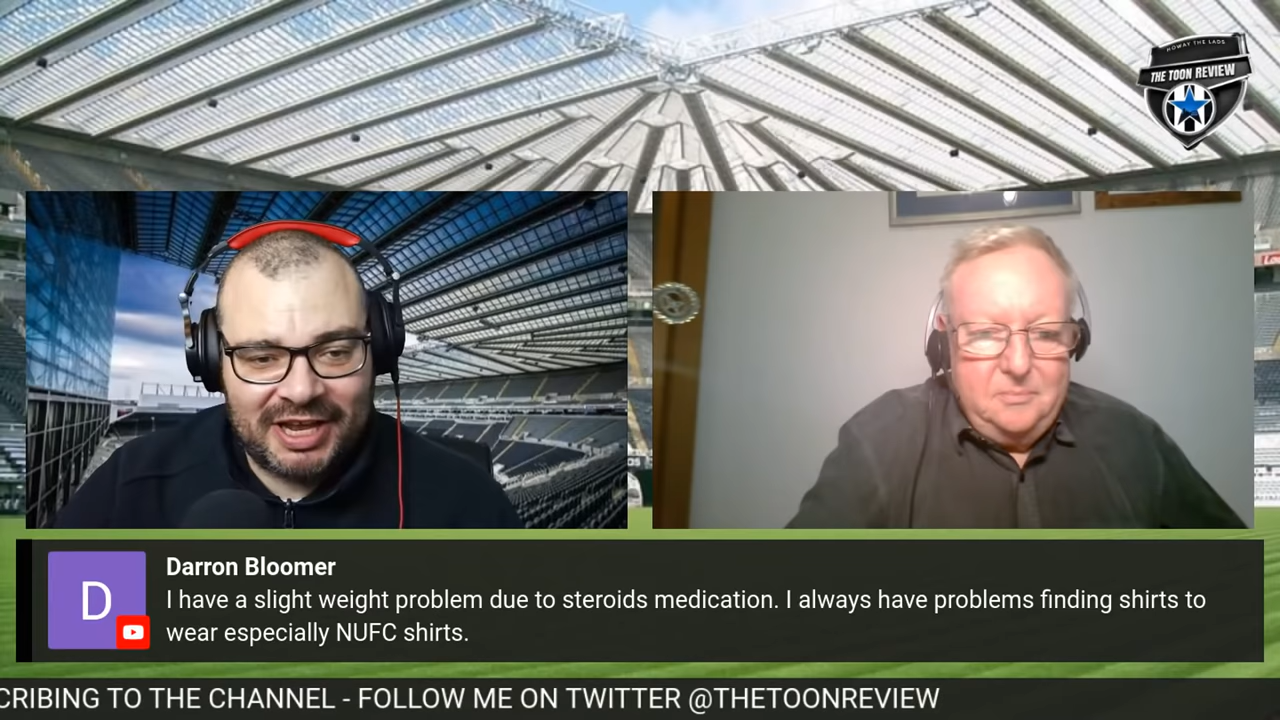 HOWAY THE LADS
THE TOON REVIEW
D
Darron Bloomer
I have a slight weight problem due to steroids medication. I always have problems finding shirts to
wear especially NUFC shirts.
CRIBING TO THE CHANNEL - FOLLOW ME ON TWITTER @THETOONREVIEW